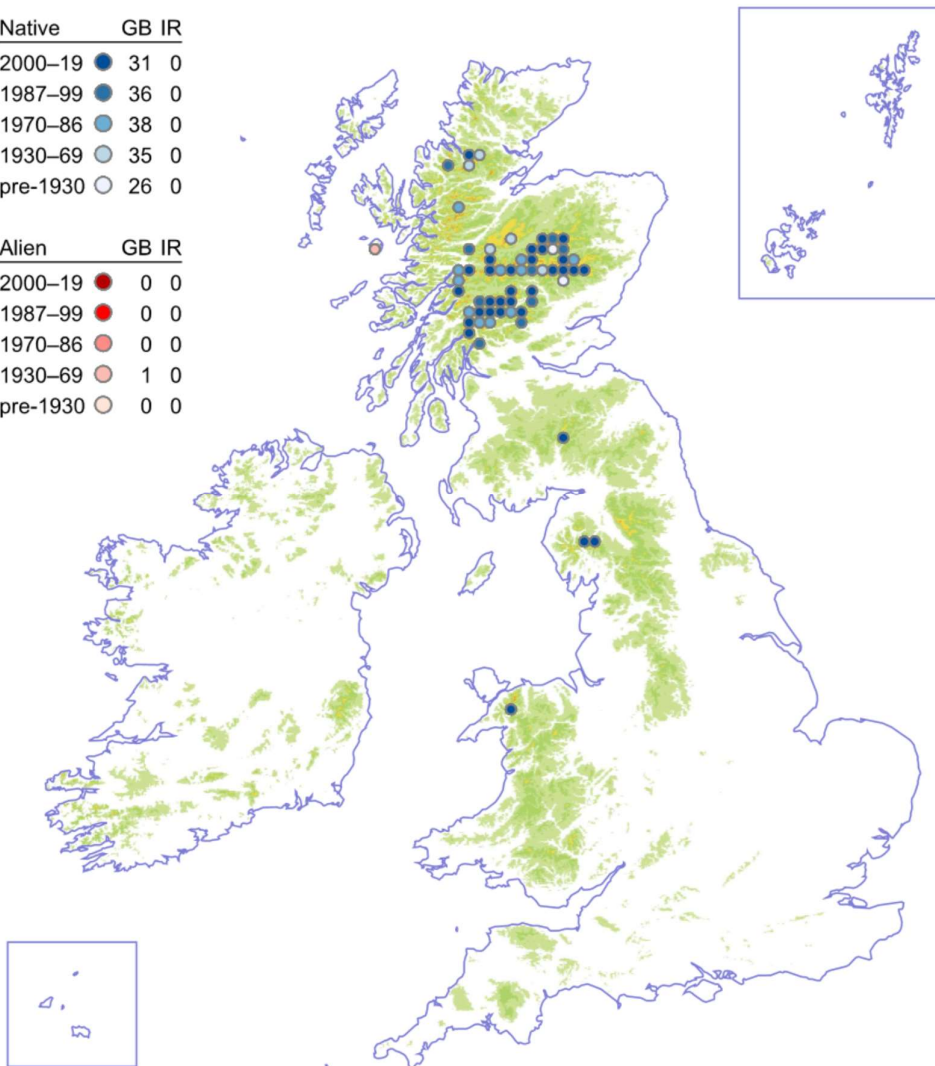 Native GB IR
2000–19 31 0
1987–99 36 0
1970–86 38 0
1930–69 35 0
pre-1930 26 0
Alien GB IR
2000–19 0 0
1987–99 0 0
1970–86 0 0
1930–69 1 0
pre-1930 0 0